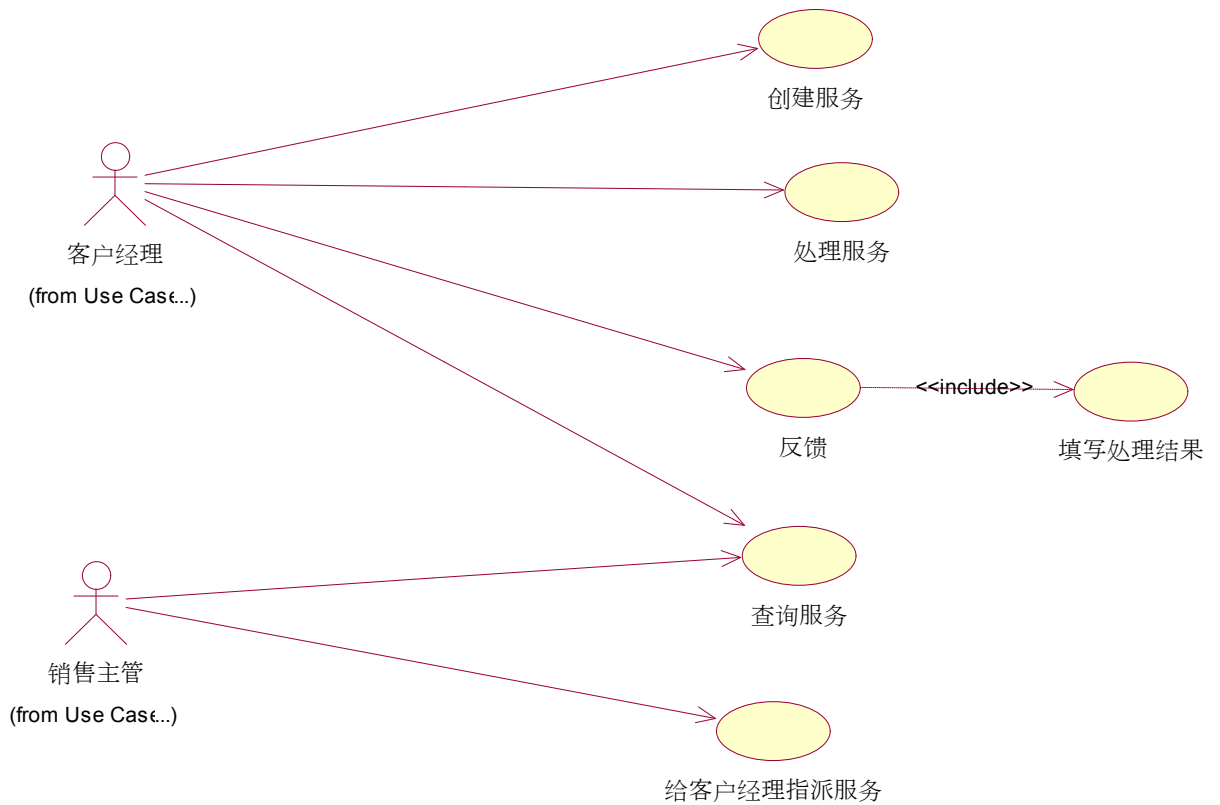 创建服务
处理服务
客户经理
(from Use Case...)
<<include>>
反馈
填写处理结果
查询服务
销售主管
(from Use Case...)
给客户经理指派服务